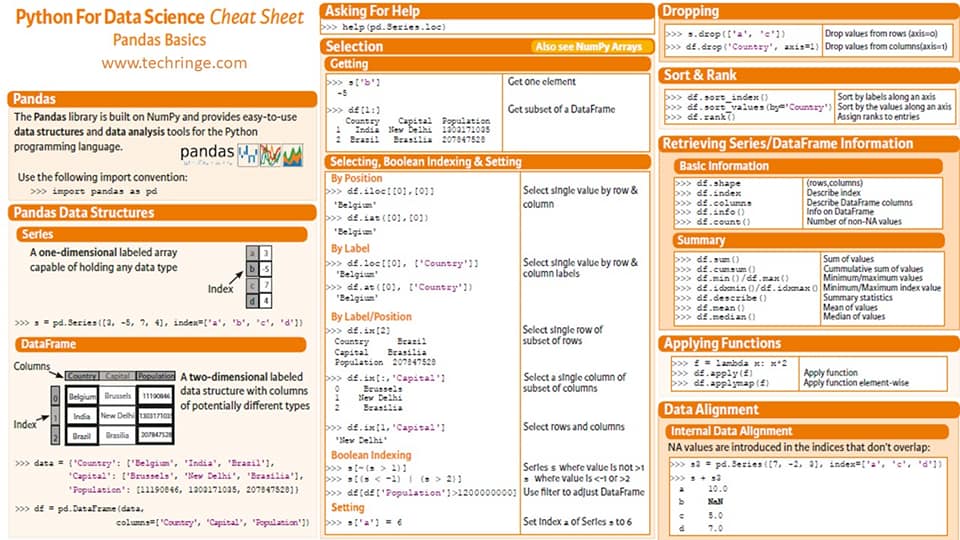 Python For Data Science Cheat Sheet
Pandas Basics
www.techringe.com
Pandas
The Pandas library is built on NumPy and provides easy-to-use
data structures and data analysis tools for the Python
programming language.
pandas
Use the following import convention:
>>> import pandas as pd
Pandas Data Structures
Series
A one-dimensional labeled array
capable of holding any data type
Index
a 3
b -5
c 7
d 4
>>> s = pd.Series([3, -5, 7, 4], index=['a', 'b', 'c', 'd'])
DataFrame
Columns
Country Capital Population
0 Belgium Brussels 11190846
1 India New Delhi 1303171035
2 Brazil Brasilia 207847528
Index
A two-dimensional labeled
data structure with columns
of potentially different types
>>> data = {'Country': ['Belgium', 'India', 'Brazil'],
'Capital': ['Brussels', 'New Delhi', 'Brasilia'],
'Population': [11190846, 1303171035, 207847528]}
>>> df = pd.DataFrame(data,
columns=['Country', 'Capital', 'Population'])
Asking For Help
>>> help(pd.Series.loc)
Selection
Also see NumPy Arrays
Getting
>>> s['b']
-5
Get one element
>>> df[1:]
Country Capital Population
1 India New Delhi 1303171035
2 Brazil Brasilia 207847528
Get subset of a DataFrame
Selecting, Boolean Indexing & Setting
By Position
>>> df.iloc[[0],[0]]
'Belgium'
>>> df.iat([0],[0])
'Belgium'
Select single value by row &
column
By Label
>>> df.loc[[0], ['Country']]
'Belgium'
>>> df.at([0], ['Country'])
'Belgium'
Select single value by row &
column labels
By Label/Position
>>> df.ix[2]
Country Brazil
Capital Brasilia
Population 207847528
Select single row of
subset of rows
>>> df.ix[:,'Capital']
0 Brussels
1 New Delhi
2 Brasilia
Select a single column of
subset of columns
>>> df.ix[1,'Capital']
'New Delhi'
Select rows and columns
Boolean Indexing
>>> s[~(s > 1)]
Series s where value is not >1
>>> s[(s < -1) | (s > 2)]
s where value is <-1 or >2
>>> df[df['Population']>1200000000]
Use filter to adjust DataFrame
Setting
>>> s['a'] = 6
Set index a of Series s to 6
Dropping
>>> s.drop(['a', 'c']) Drop values from rows (axis=0)
>>> df.drop('Country', axis=1) Drop values from columns(axis=1)
Sort & Rank
>>> df.sort_index() Sort by labels along an axis
>>> df.sort_values(by='Country') Sort by the values along an axis
>>> df.rank() Assign ranks to entries
Retrieving Series/DataFrame Information
Basic Information
>>> df.shape (rows,columns)
>>> df.index Describe index
>>> df.columns Describe DataFrame columns
>>> df.info() Info on DataFrame
>>> df.count() Number of non-NA values
Summary
>>> df.sum() Sum of values
>>> df.cumsum() Cummulative sum of values
>>> df.min()/df.max() Minimum/maximum values
>>> df.idxmin()/df.idxmax() Minimum/Maximum index value
>>> df.describe() Summary statistics
>>> df.mean() Mean of values
>>> df.median() Median of values
Applying Functions
>>> f = lambda x: x*2
>>> df.apply(f) Apply function
>>> df.applymap(f) Apply function element-wise
Data Alignment
Internal Data Alignment
NA values are introduced in the indices that don't overlap:
>>> s3 = pd.Series([7, -2, 3], index=['a', 'c', 'd'])
>>> s + s3
a 10.0
b NaN
c 5.0
d 7.0